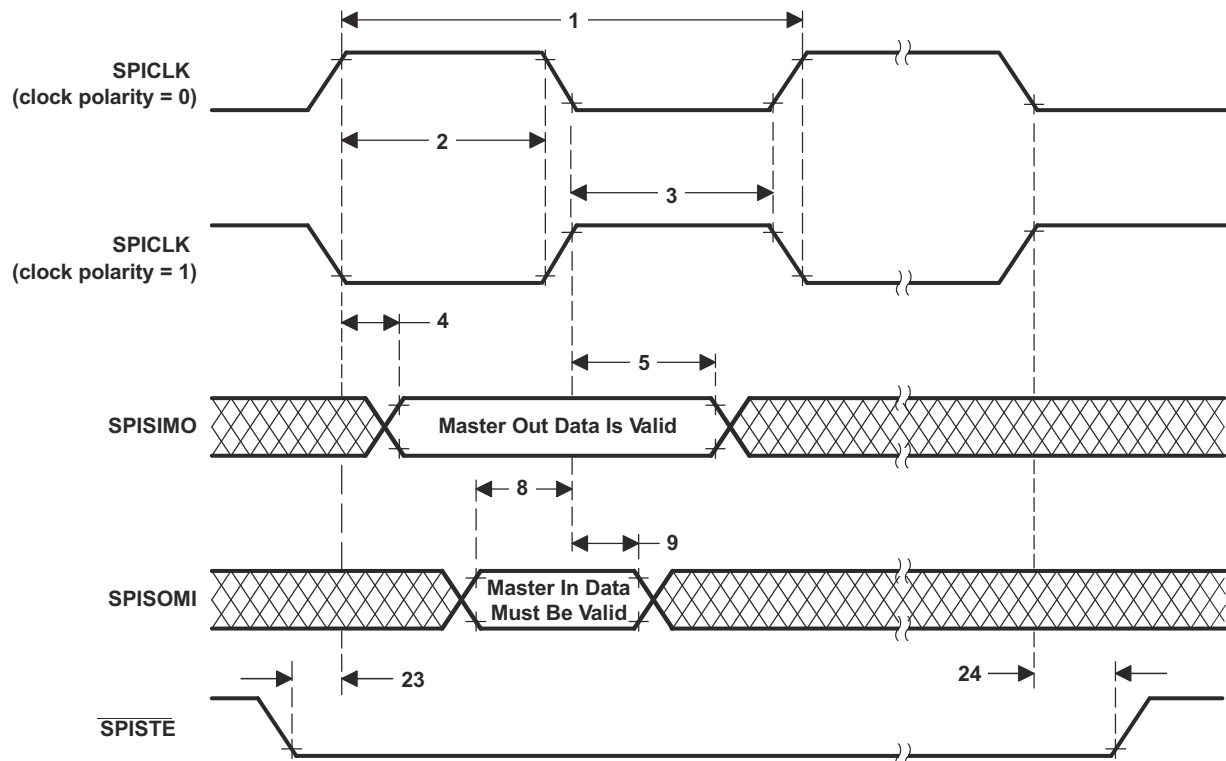 1
SPICLK
(clock polarity = 0)
2
3
SPICLK
(clock polarity = 1)
4
5
SPISIMO
Master Out Data Is Valid
8
9
SPISOMI
Master In Data
Must Be Valid
23
24
SPISTE